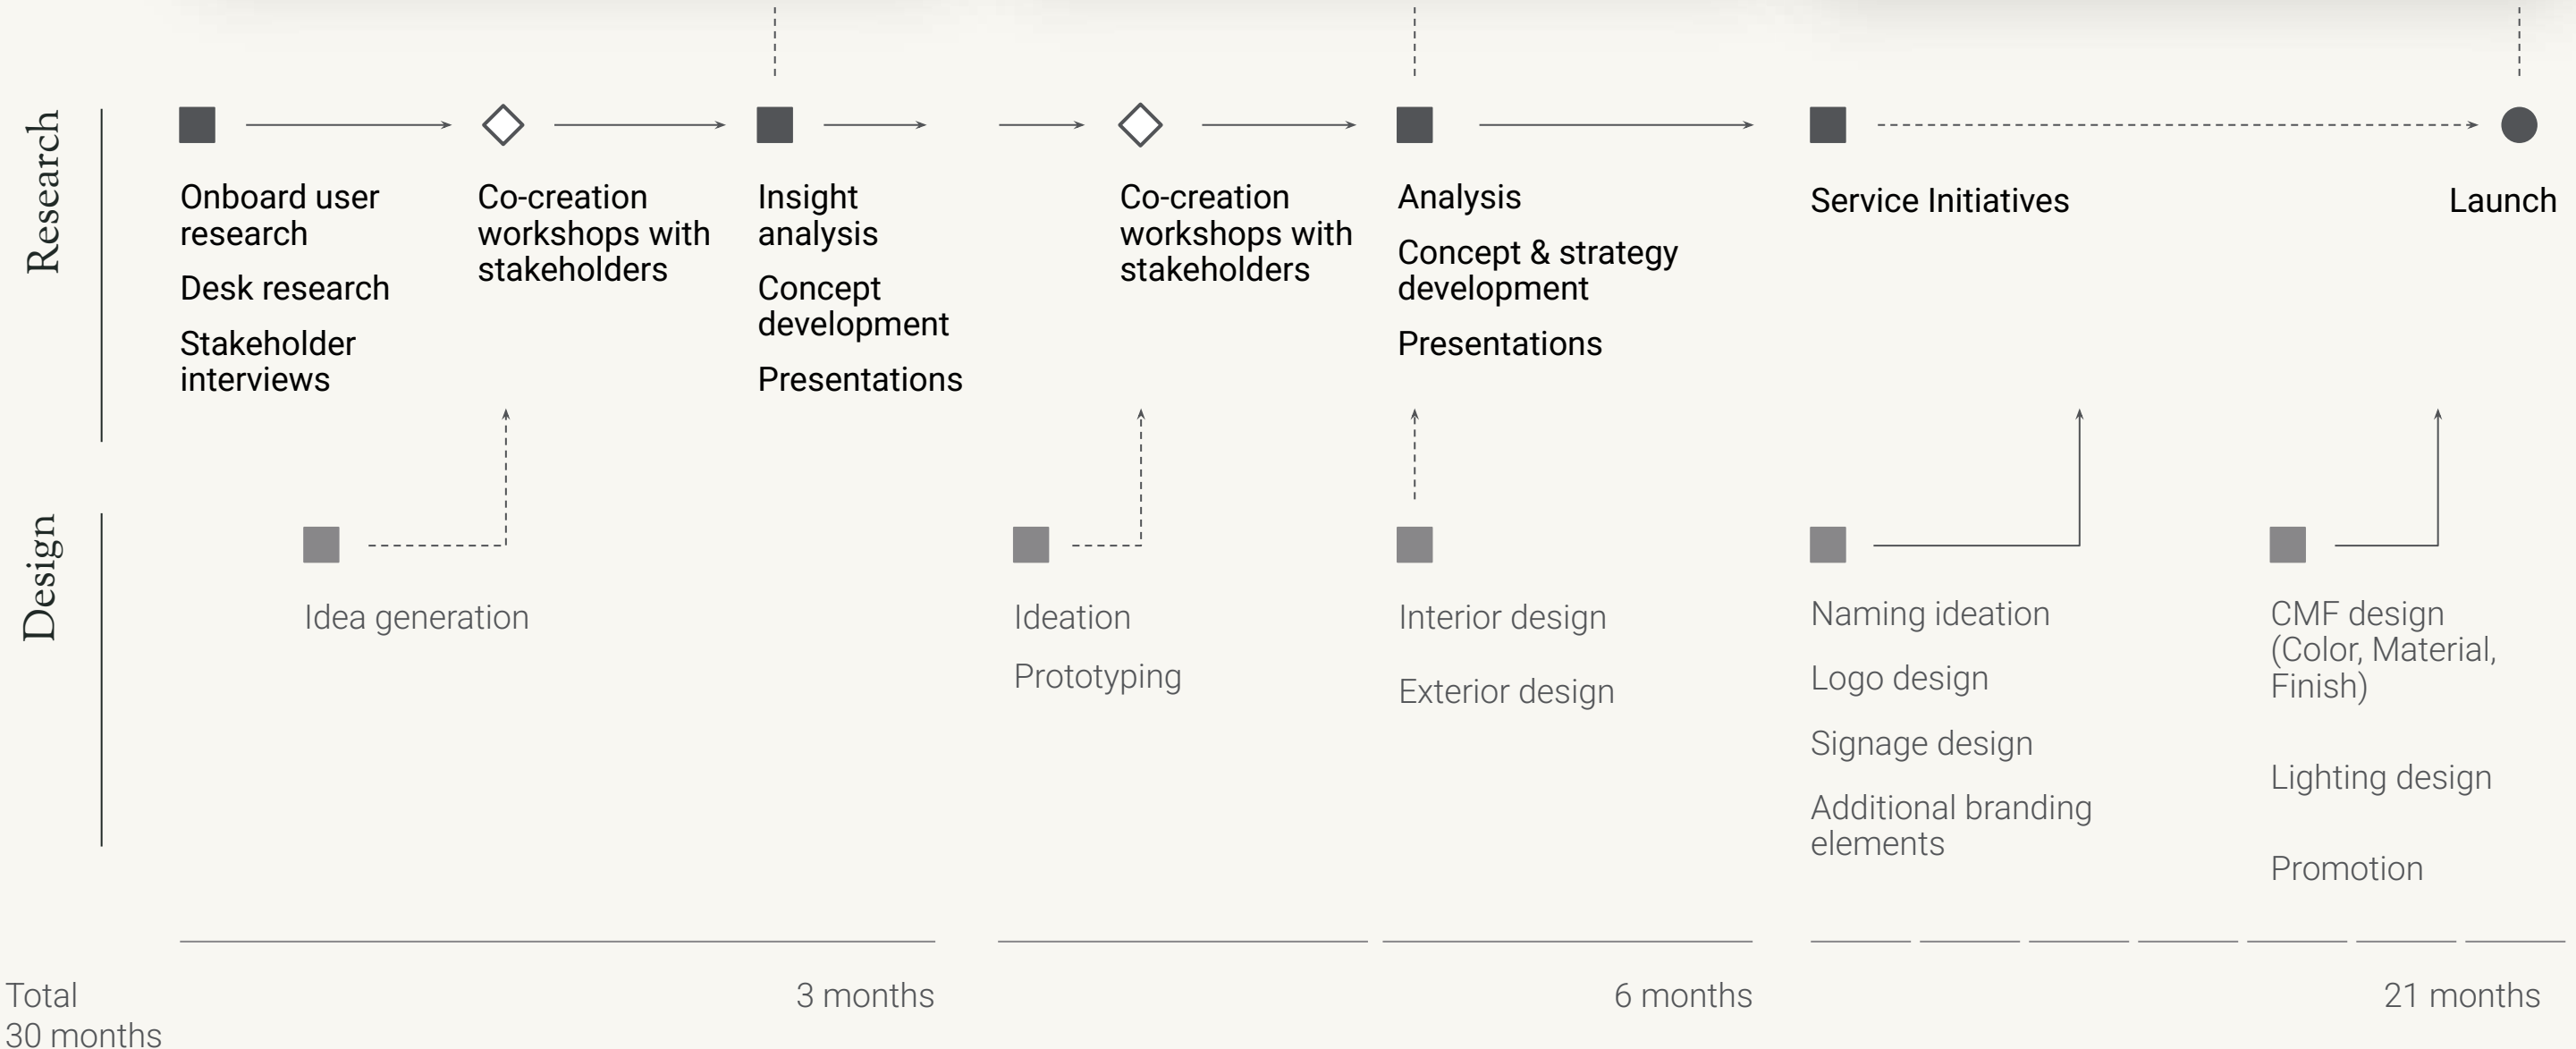 Research
Onboard user
research
Desk research
Stakeholder
interviews
Co-creation
workshops with
stakeholders
Insight
analysis
Concept
development
Presentations
Co-creation
workshops with
stakeholders
Analysis
Concept & strategy
development
Presentations
Service Initiatives
Launch
Design
Idea generation
Ideation
Prototyping
Interior design
Exterior design
Naming ideation
Logo design
Signage design
Additional branding
elements
CMF design
(Color, Material,
Finish)
Lighting design
Promotion
Total
30 months
3 months
6 months
21 months